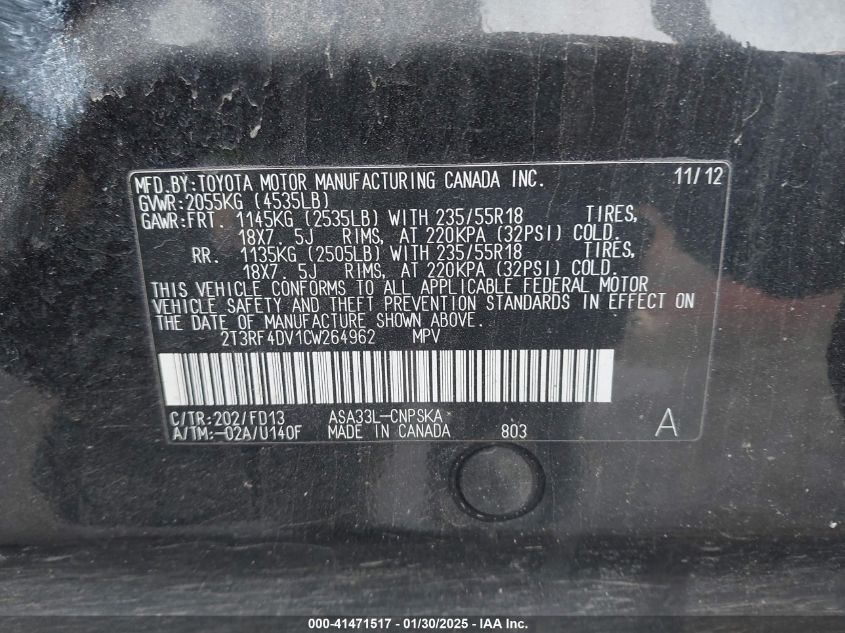 MFD.BY:TOYOTA MOTOR MANUFACTURING CANADA INC. 11/12
GVWR:2055KG (4535LB)
GAWR:FRT. 1145KG (2535LB) WITH 235/55R18 TIRES,
18X7.5J RIMS, AT 220KPA (32PSI) COLD.
RR. 1135KG (2505LB) WITH 235/55R18 TIRES,
18X7.5J RIMS, AT 220KPA (32PSI) COLD.
THIS VEHICLE CONFORMS TO ALL APPLICABLE FEDERAL MOTOR
VEHICLE SAFETY AND THEFT PREVENTION STANDARDS IN EFFECT ON
THE DATE OF MANUFACTURE SHOWN ABOVE.
2T3RF4DV1CW264962 MPV
C/TR:202/FD13 ASA33L-CNPSKA
A/TM:-02A/U140F MADE IN CANADA 803 A
000-41471517 - 01/30/2025 - IAA Inc.